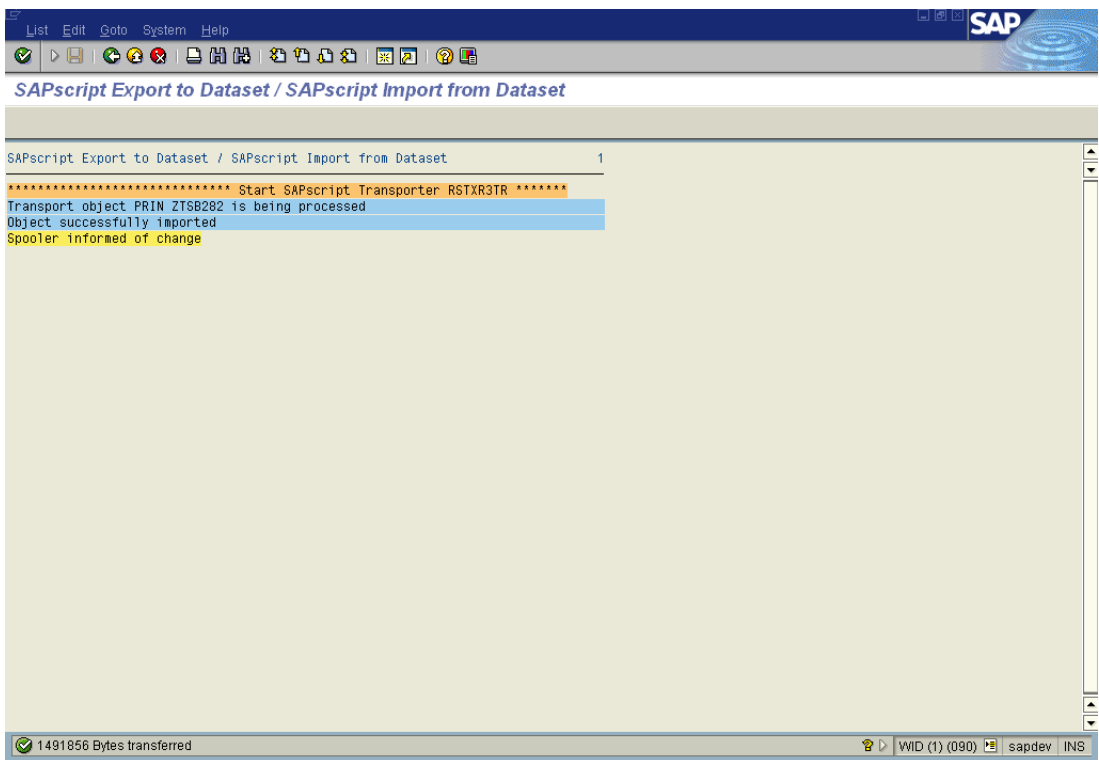 List Edit Goto System Help
SAP
SAPscript Export to Dataset / SAPscript Import from Dataset
SAPscript Export to Dataset / SAPscript Import from Dataset 1
****************************** Start SAPscript Transporter RSTXR3TR *******
Transport object PRIN ZTSB282 is being processed
Object successfully imported
Spooler informed of change
1491856 Bytes transferred WID (1) (090) sapdev INS